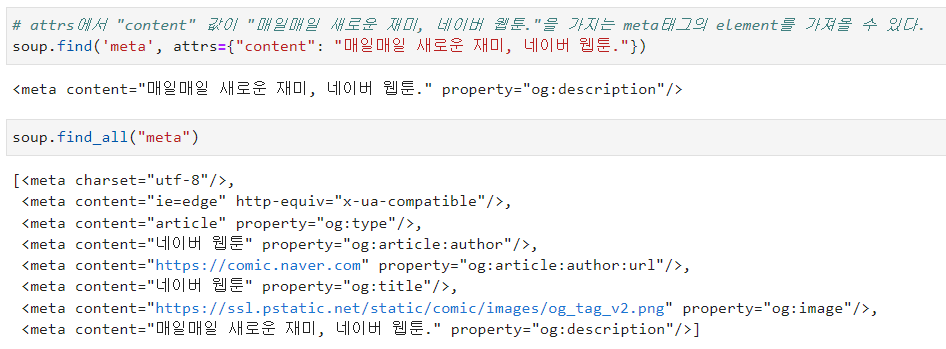 # attrs에서 "content" 값이 "매일매일 새로운 재미, 네이버 웹툰."을 가지는 meta태그의 element를 가져올 수 있다.
soup.find('meta', attrs={"content": "매일매일 새로운 재미, 네이버 웹툰."})
<meta content="매일매일 새로운 재미, 네이버 웹툰." property="og:description"/>
soup.find_all("meta")
[<meta charset="utf-8"/>,
<meta content="ie=edge" http-equiv="x-ua-compatible"/>,
<meta content="article" property="og:type"/>,
<meta content="네이버 웹툰" property="og:article:author"/>,
<meta content="https://comic.naver.com" property="og:article:author:url"/>,
<meta content="네이버 웹툰" property="og:title"/>,
<meta content="https://ssl.pstatic.net/static/comic/images/og_tag_v2.png" property="og:image"/>,
<meta content="매일매일 새로운 재미, 네이버 웹툰." property="og:description"/>]